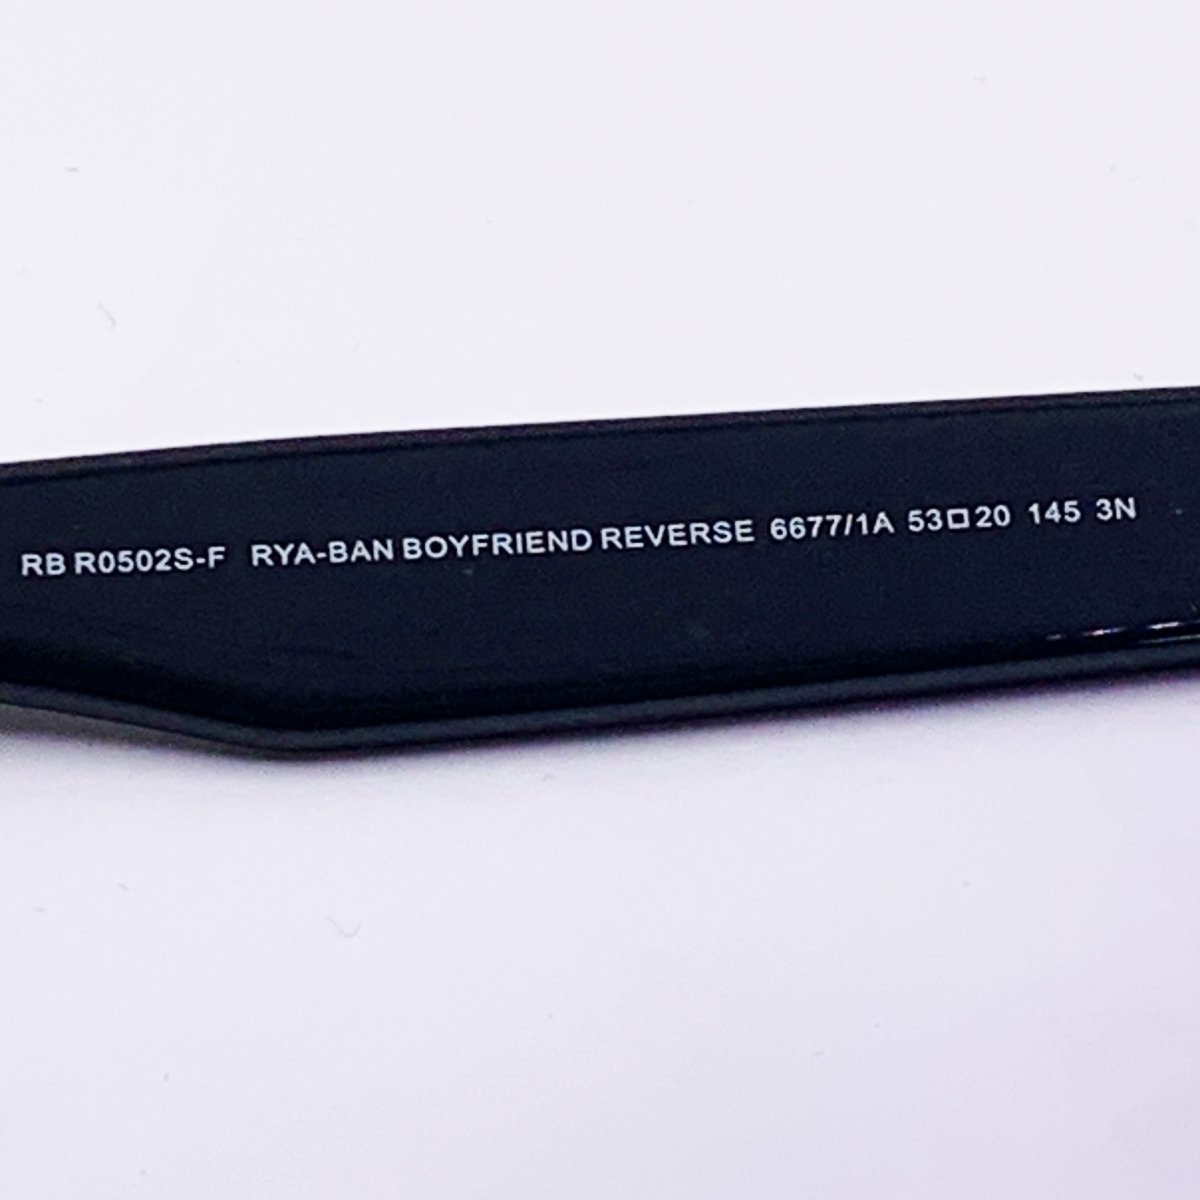 RB R0502S-F RYA-BAN BOYFRIEND REVERSE 6677/1A 53□20 145 3N